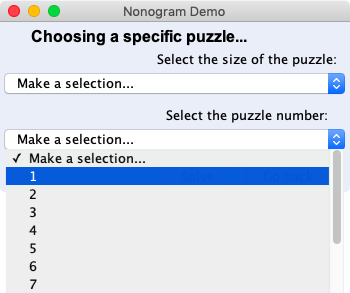 Nonogram Demo
Choosing a specific puzzle...
Select the size of the puzzle:
Make a selection...
Select the puzzle number:
Make a selection...
✓ Make a selection...
1
2
3
4
5
6
7